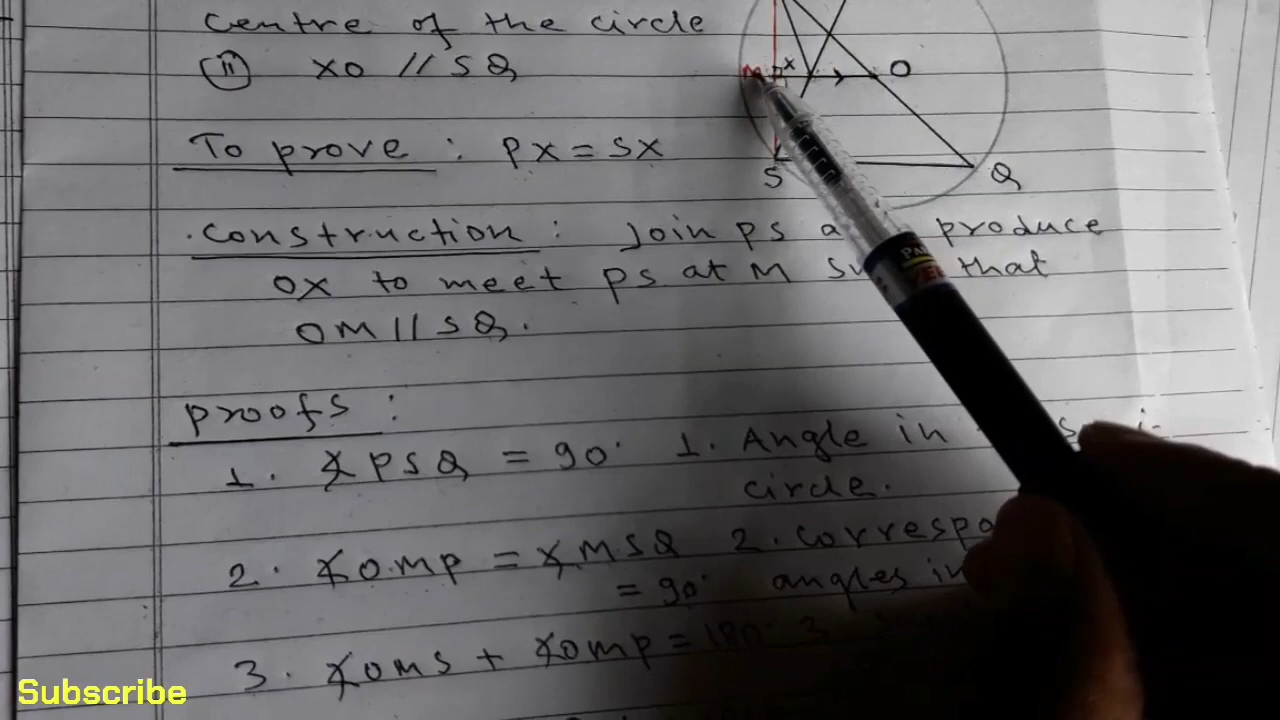 centre of the circle
(ii) XO // SQ
To prove : PX = SX
Construction : Join PS produce
OX to meet PS at M that
OM // SQ.
proofs :
1. ∠PSQ = 90° 1. Angle in
circle.
2. ∠OMP = ∠MSQ 2.
= 90° angles in
3. ∠OMS + ∠OMP = 180° 3.
M
X
O
S
Q
Subscribe